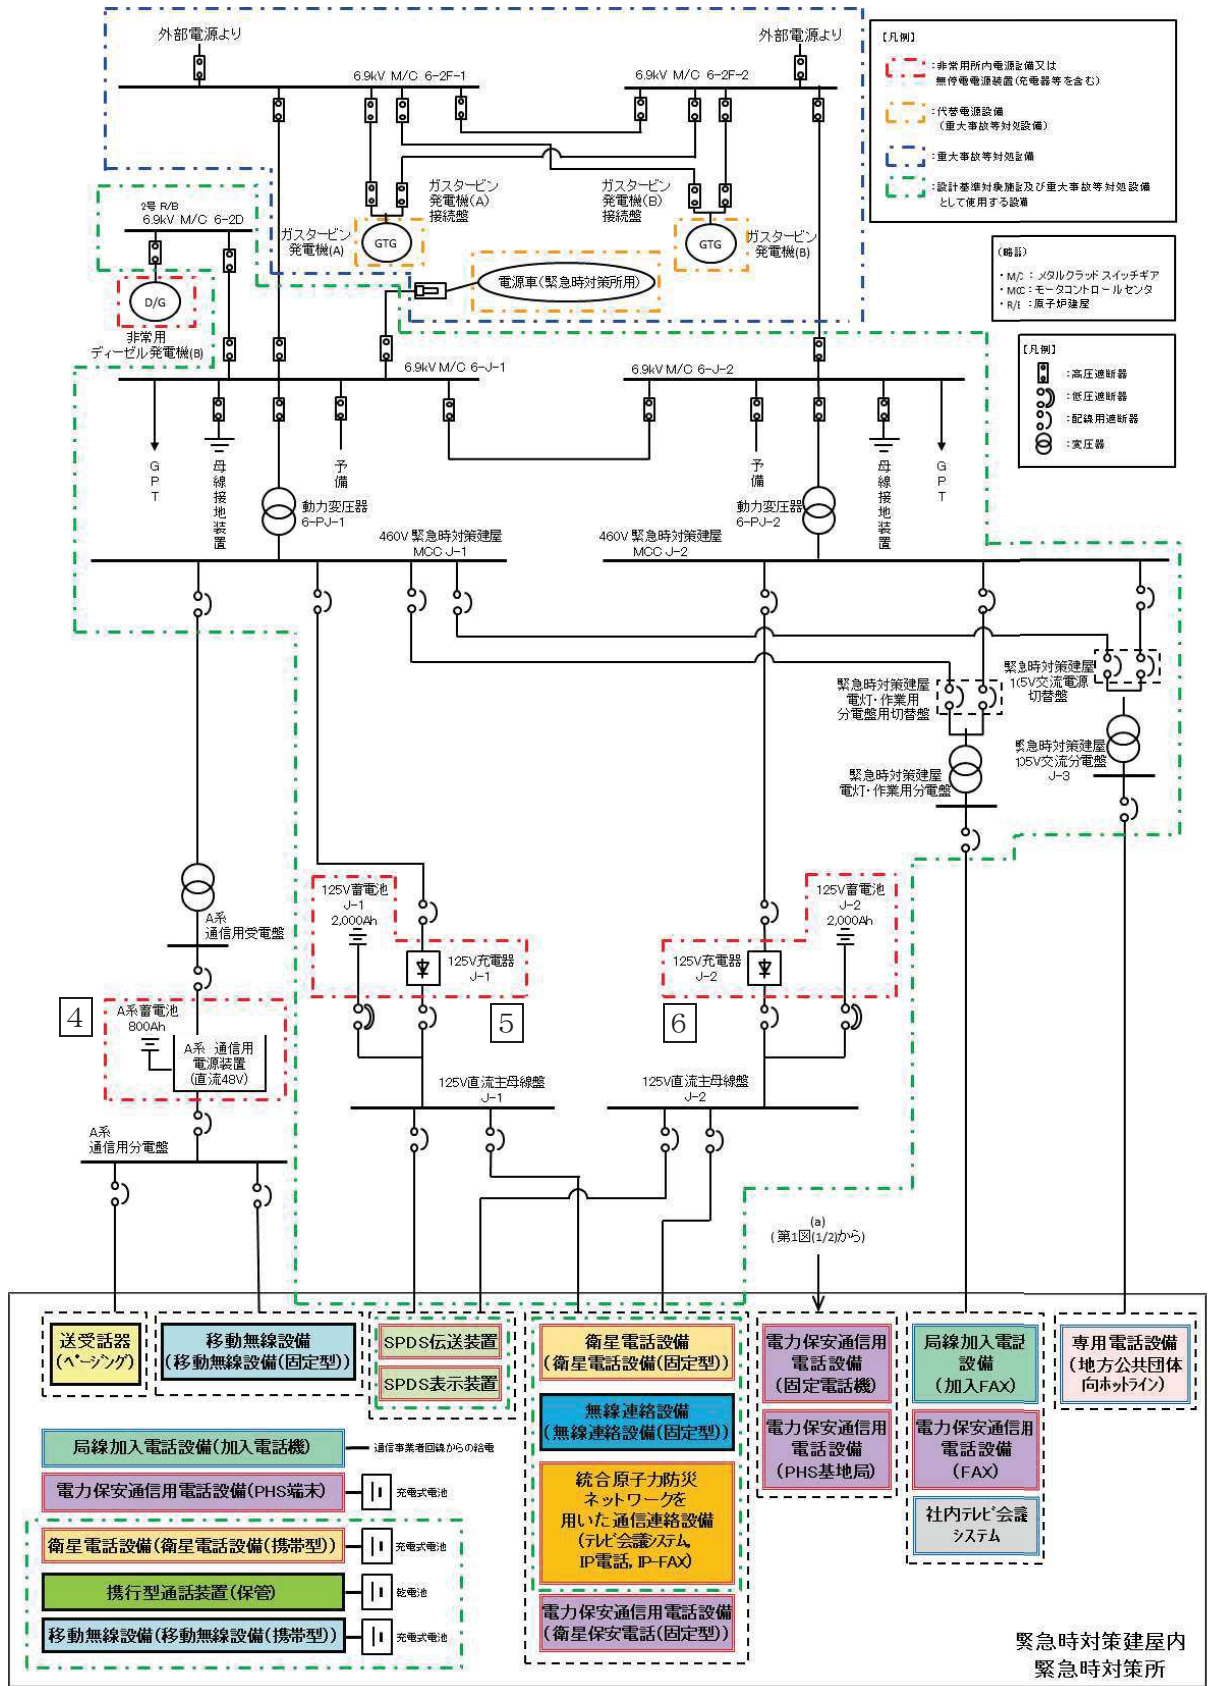 外部電源より
外部電源より
6.9kV M/C 6-2F-1
6.9kV M/C 6-2F-2
【凡例】
:非常用所内電源設備又は
無停電電源装置(充電器等を含む)
:代替電源設備
(重大事故等対処設備)
:重大事故等対処設備
:設計基準対象施設及び重大事故等対処設備
として使用する設備
(略語)
・M/C : メタルクラッド スイッチギア
・MCC : モータコントロールセンタ
・R/B : 原子炉建屋
【凡例】
:高圧遮断器
:低圧遮断器
:配線用遮断器
:変圧器
ガスタービン
発電機(A)
接続盤
ガスタービン
発電機(B)
接続盤
2号 R/B
6.9kV M/C 6-2D
ガスタービン
発電機(A)
GTG
GTG
ガスタービン
発電機(B)
電源車(緊急時対策所用)
D/G
非常用
ディーゼル発電機(B)
6.9kV M/C 6-J-1
6.9kV M/C 6-J-2
GPT
母線接地装置
予備
予備
母線接地装置
GPT
動力変圧器
6-PJ-1
動力変圧器
6-PJ-2
460V 緊急時対策建屋
MCC J-1
460V 緊急時対策建屋
MCC J-2
緊急時対策建屋
電灯・作業用
分電盤用切替盤
緊急時対策建屋
105V交流電源
切替盤
緊急時対策建屋
電灯・作業用分電盤
緊急時対策建屋
105V交流分電盤
J-3
A系
通信用受電盤
125V蓄電池
J-1
2,000Ah
125V充電器
J-1
125V蓄電池
J-2
2,000Ah
125V充電器
J-2
4
A系蓄電池
800Ah
A系 通信用
電源装置
(直流48V)
5
6
125V直流主母線盤
J-1
125V直流主母線盤
J-2
A系
通信用分電盤
(a)
(第1図(1/2)から)
送受話器
(ページング)
移動無線設備
(移動無線設備(固定型))
SPDS伝送装置
SPDS表示装置
衛星電話設備
(衛星電話設備(固定型))
無線連絡設備
(無線連絡設備(固定型))
統合原子力防災
ネットワークを
用いた通信連絡設備
(テレビ会議システム,
IP電話, IP-FAX)
電力保安通信用電話設備
(衛星保安電話(固定型))
電力保安通信用
電話設備
(固定電話機)
電力保安通信用
電話設備
(PHS基地局)
局線加入電話
設備
(加入FAX)
電力保安通信用
電話設備
(FAX)
社内テレビ会議
システム
専用電話設備
(地方公共団体
向ホットライン)
局線加入電話設備(加入電話機)
通信事業者回線からの給電
電力保安通信用電話設備(PHS端末)
充電式電池
衛星電話設備(衛星電話設備(携帯型))
充電式電池
携行型通話装置(保管)
乾電池
移動無線設備(移動無線設備(携帯型))
充電式電池
緊急時対策建屋内
緊急時対策所